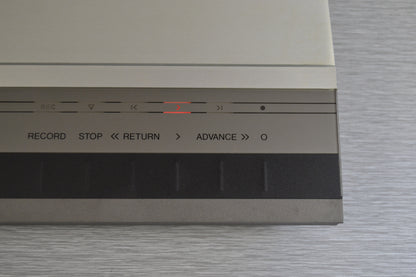 REC
RECORD STOP << RETURN > ADVANCE >> O